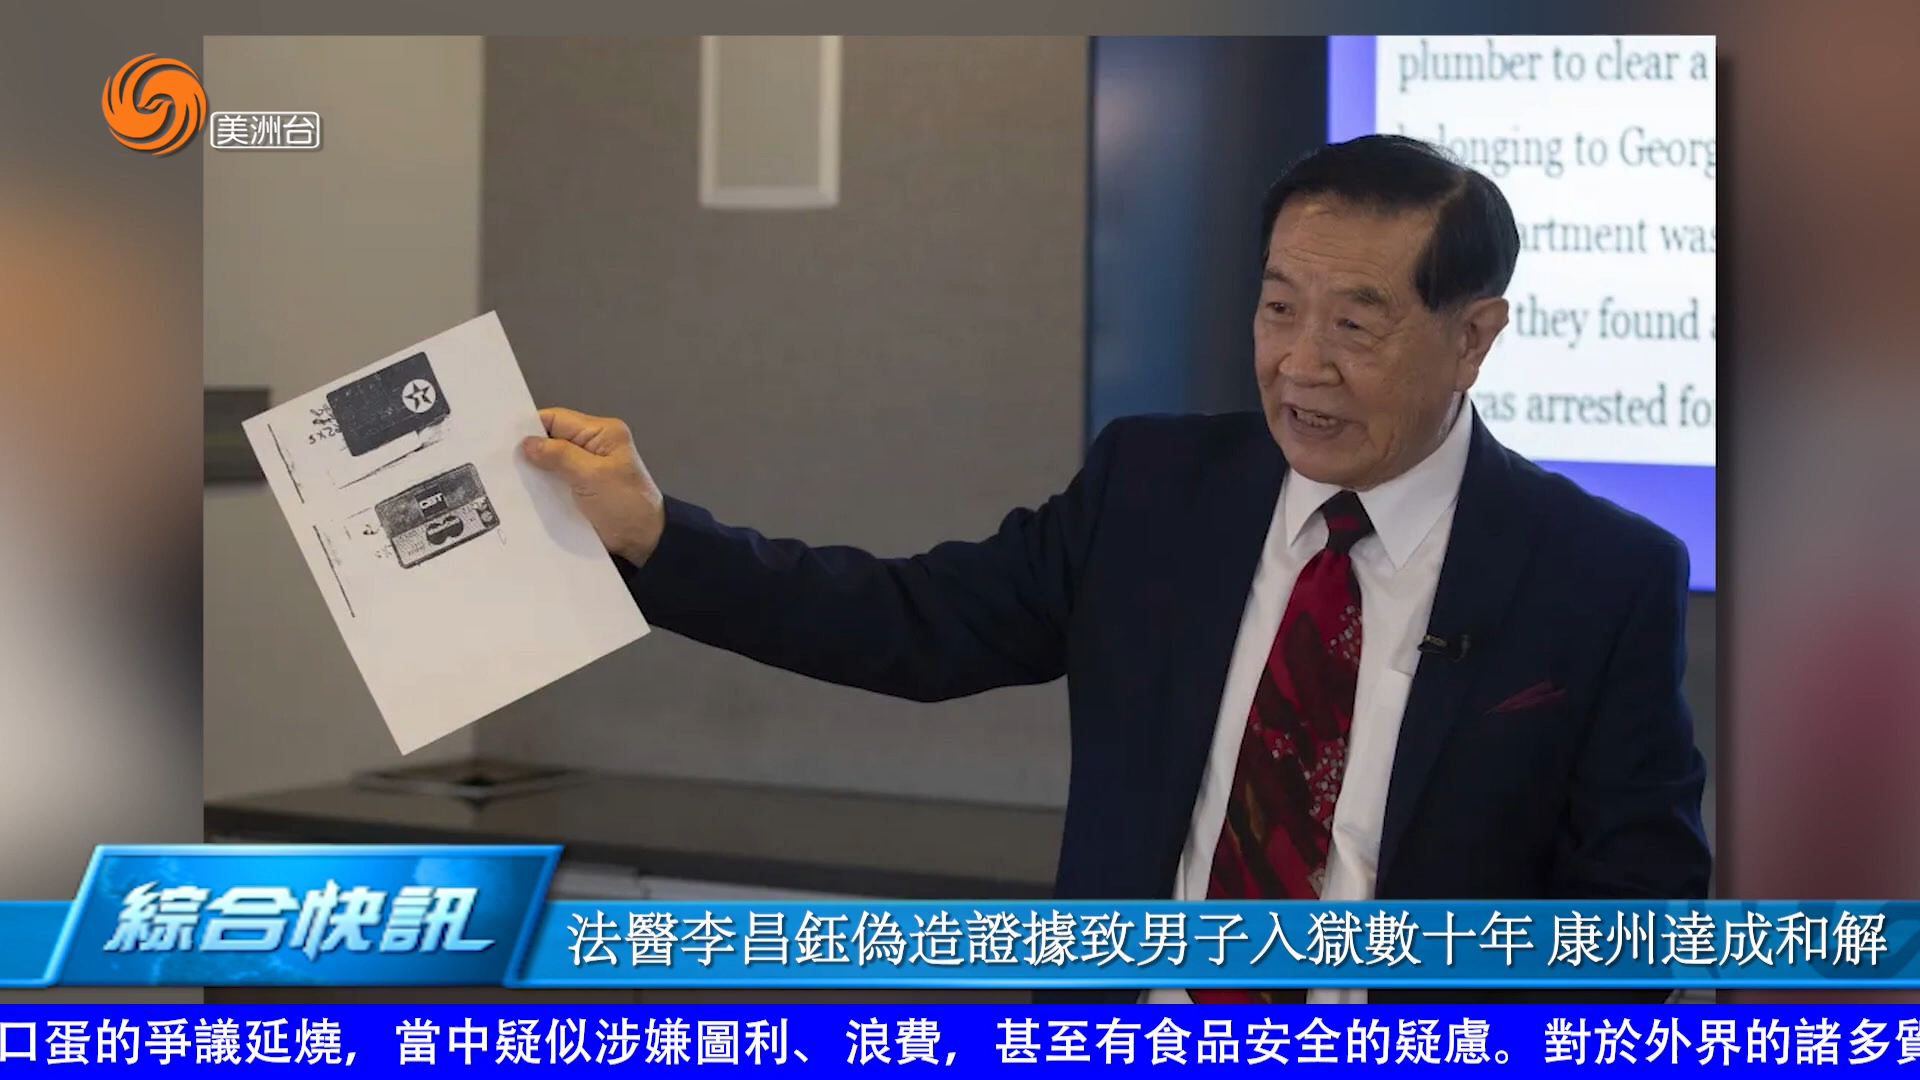 美洲台
plumber to clear a
onging to Georg
artment was
they found
as arrested fo
CBT
綜合快訊
法醫李昌鈺偽造證據致男子入獄數十年 康州達成和解
口蛋的爭議延燒，當中疑似涉嫌圖利、浪費，甚至有食品安全的疑慮。對於外界的諸多質